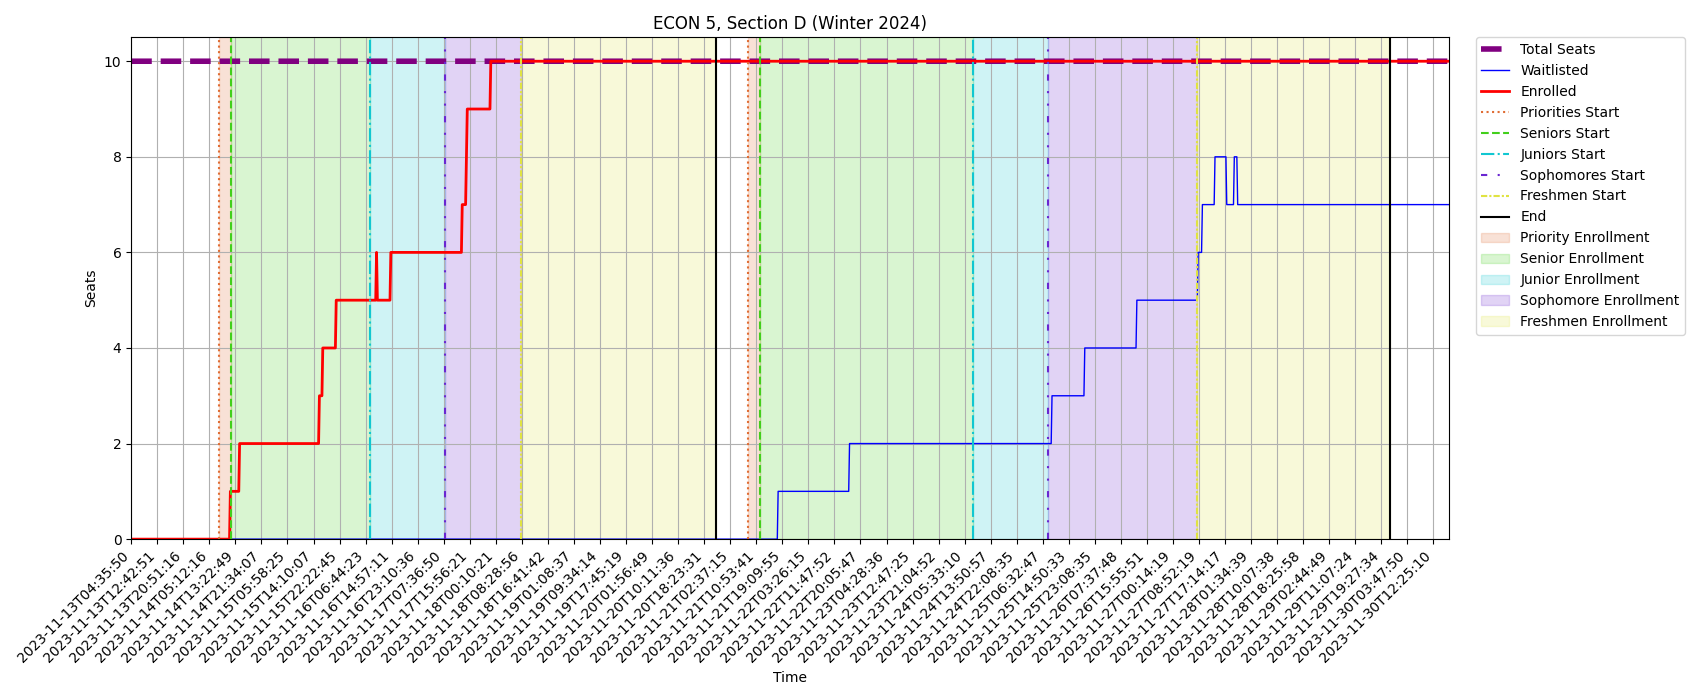 ECON 5, Section D (Winter 2024)
Seats
10
8
6
4
2
0
2023-11-13T04:35:50
2023-11-13T12:42:51
2023-11-13T20:51:16
2023-11-14T05:12:16
2023-11-14T13:22:49
2023-11-14T21:34:07
2023-11-15T05:58:25
2023-11-15T14:10:07
2023-11-15T22:22:45
2023-11-16T06:44:23
2023-11-16T14:57:11
2023-11-16T23:10:36
2023-11-17T07:36:50
2023-11-17T15:56:21
2023-11-18T00:10:21
2023-11-18T08:28:56
2023-11-18T16:41:42
2023-11-19T01:08:37
2023-11-19T09:34:14
2023-11-19T17:45:19
2023-11-20T01:56:49
2023-11-20T10:11:36
2023-11-20T18:23:31
2023-11-21T02:37:15
2023-11-21T10:53:41
2023-11-21T19:09:55
2023-11-22T03:26:15
2023-11-22T11:47:52
2023-11-22T20:05:47
2023-11-23T04:28:36
2023-11-23T12:47:25
2023-11-23T21:04:52
2023-11-24T05:33:10
2023-11-24T13:50:57
2023-11-24T22:08:35
2023-11-25T06:32:47
2023-11-25T14:50:33
2023-11-25T23:08:35
2023-11-26T07:37:48
2023-11-26T15:55:51
2023-11-27T00:14:19
2023-11-27T08:52:19
2023-11-27T17:14:17
2023-11-28T01:34:39
2023-11-28T10:07:38
2023-11-28T18:25:58
2023-11-29T02:44:49
2023-11-29T11:07:24
2023-11-29T19:27:34
2023-11-30T03:47:50
2023-11-30T12:25:10
Time
Total Seats
Waitlisted
Enrolled
Priorities Start
Seniors Start
Juniors Start
Sophomores Start
Freshmen Start
End
Priority Enrollment
Senior Enrollment
Junior Enrollment
Sophomore Enrollment
Freshmen Enrollment